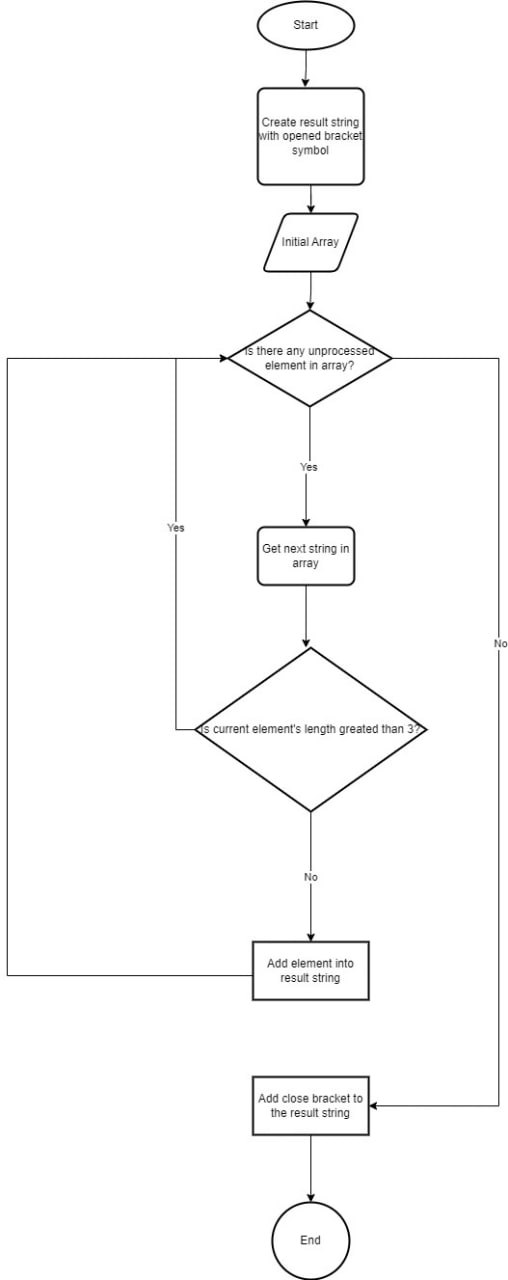 Start
Create result string
with opened bracket
symbol
Initial Array
Is there any unprocessed
element in array?
Yes
Yes
Get next string in
array
No
Is current element's length greated than 3?
No
Add element into
result string
Add close bracket to
the result string
End